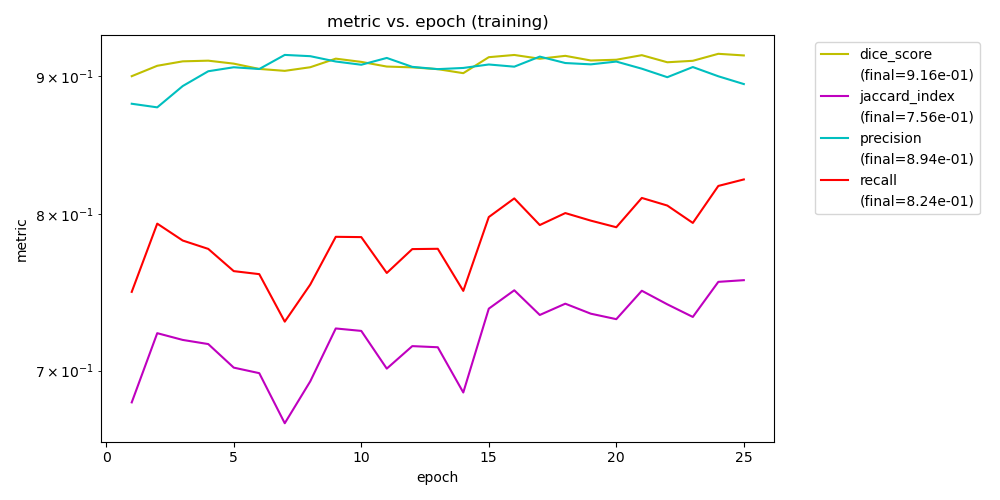 metric vs. epoch (training)
9 × 10⁻¹
8 × 10⁻¹
7 × 10⁻¹
metric
0 5 10 15 20 25
epoch
dice_score
(final=9.16e-01)
jaccard_index
(final=7.56e-01)
precision
(final=8.94e-01)
recall
(final=8.24e-01)